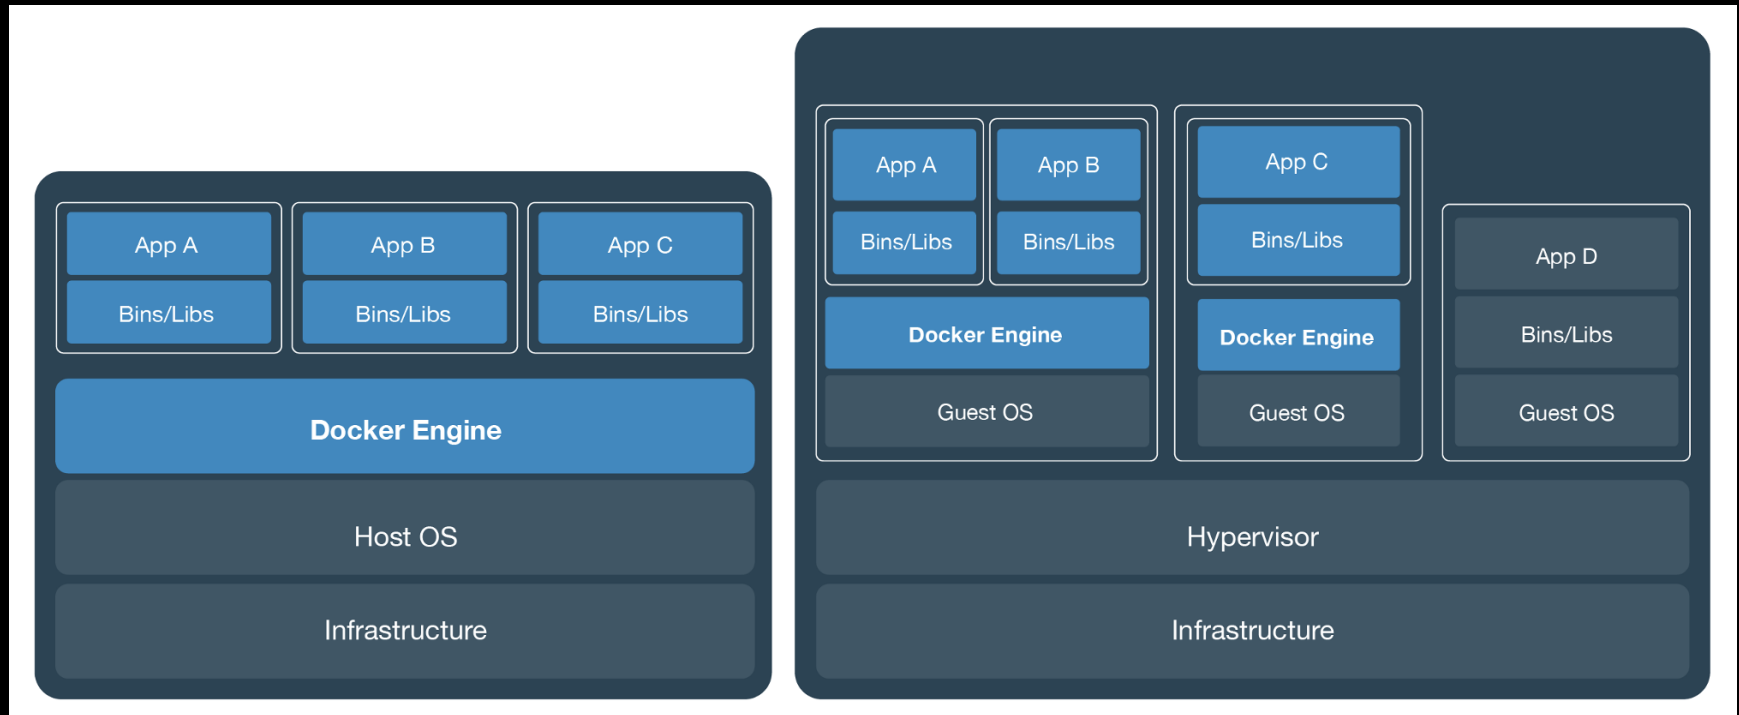 App A
App B
App C
Bins/Libs
Bins/Libs
Bins/Libs
Docker Engine
Host OS
Infrastructure
App A
App B
Bins/Libs
Bins/Libs
Docker Engine
Guest OS
App C
Bins/Libs
Docker Engine
Guest OS
App D
Bins/Libs
Guest OS
Hypervisor
Infrastructure